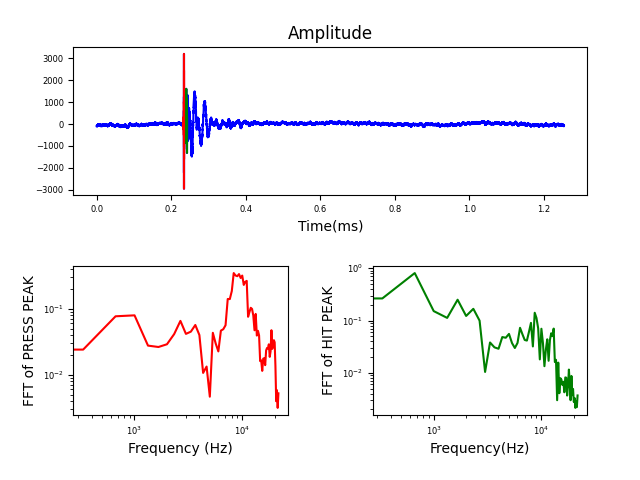 Amplitude
3000
2000
1000
0
−1000
−2000
−3000
0.0 0.2 0.4 0.6 0.8 1.0 1.2
Time(ms)
FFT of PRESS PEAK
10⁻¹
10⁻²
10³ 10⁴
Frequency (Hz)
FFT of HIT PEAK
10⁰
10⁻¹
10⁻²
10³ 10⁴
Frequency(Hz)